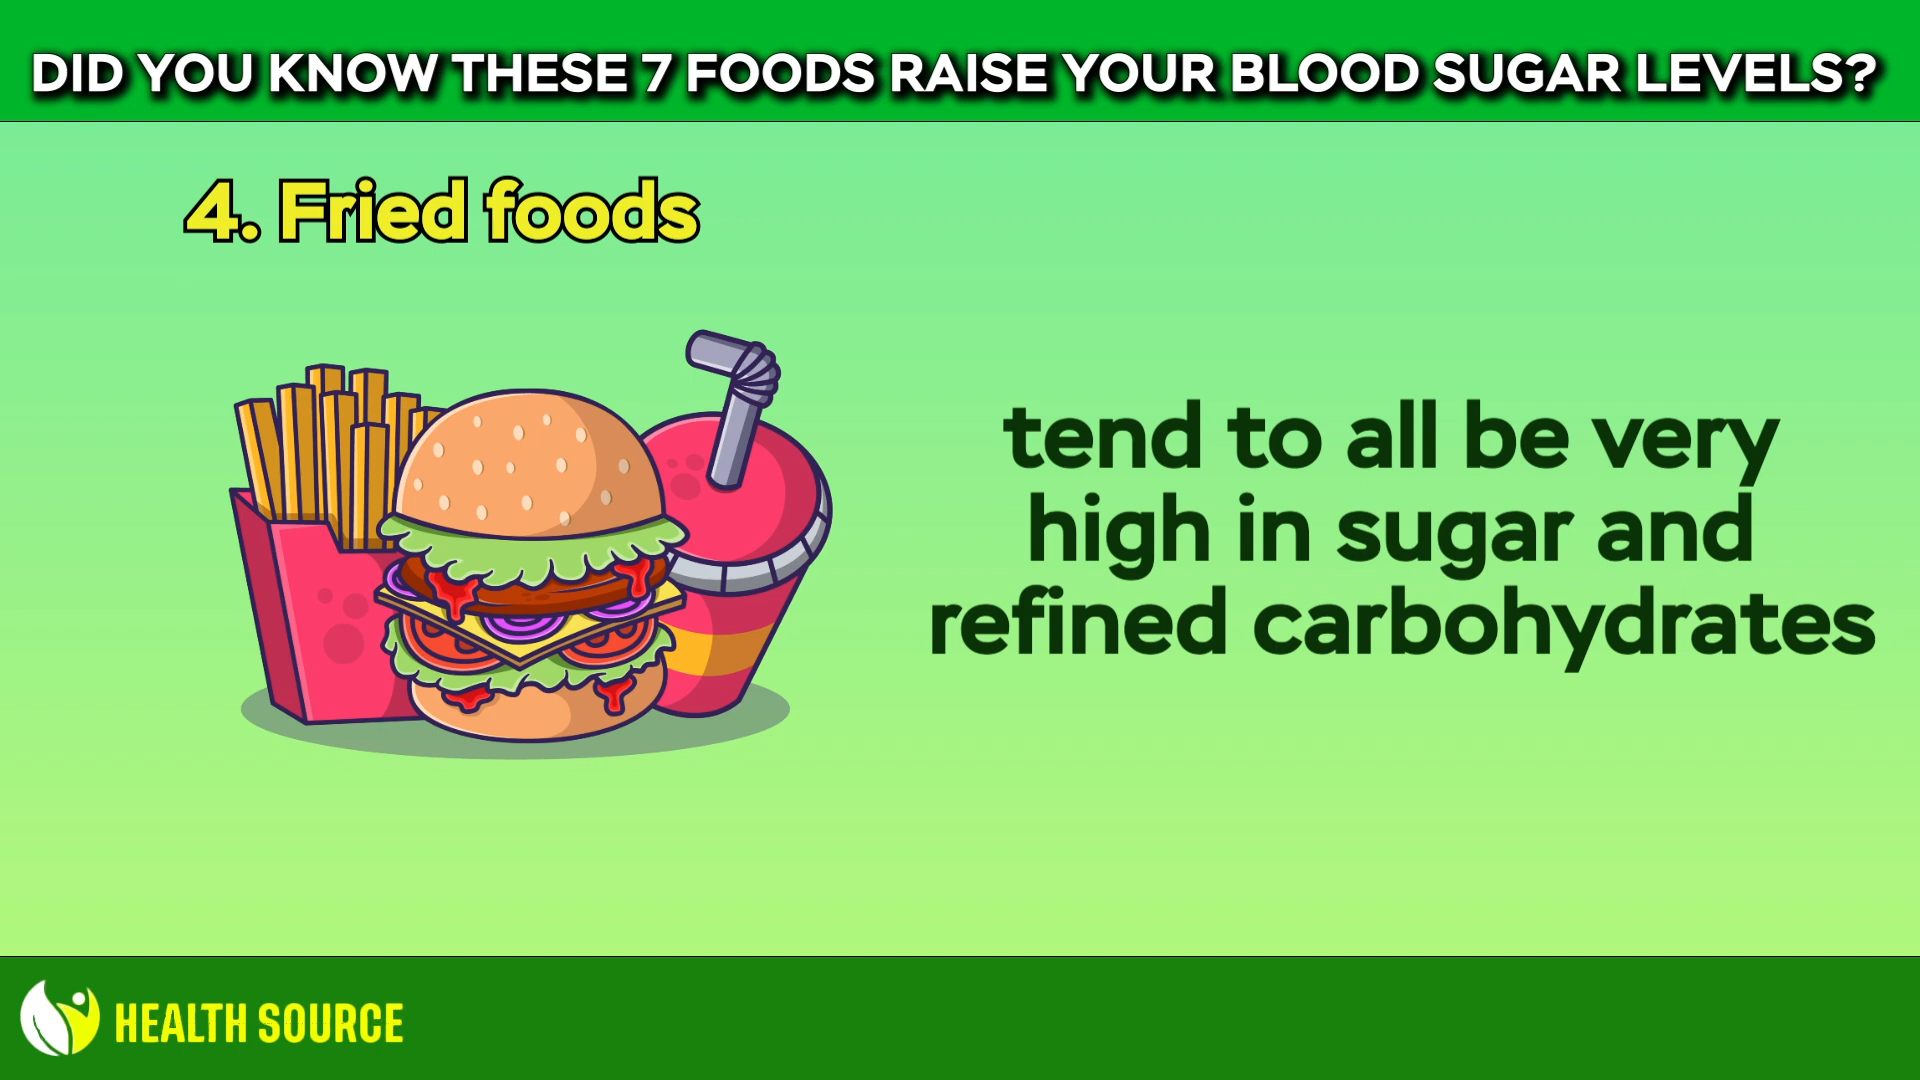 DID YOU KNOW THESE 7 FOODS RAISE YOUR BLOOD SUGAR LEVELS?
4. Fried foods
tend to all be very
high in sugar and
refined carbohydrates
HEALTH SOURCE